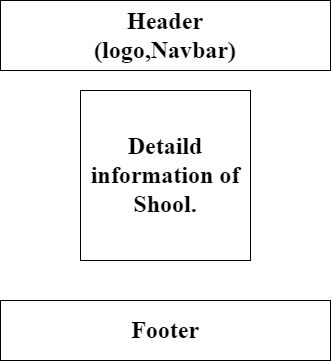 Header
(logo,Navbar)
Detaild
information of
Shool.
Footer